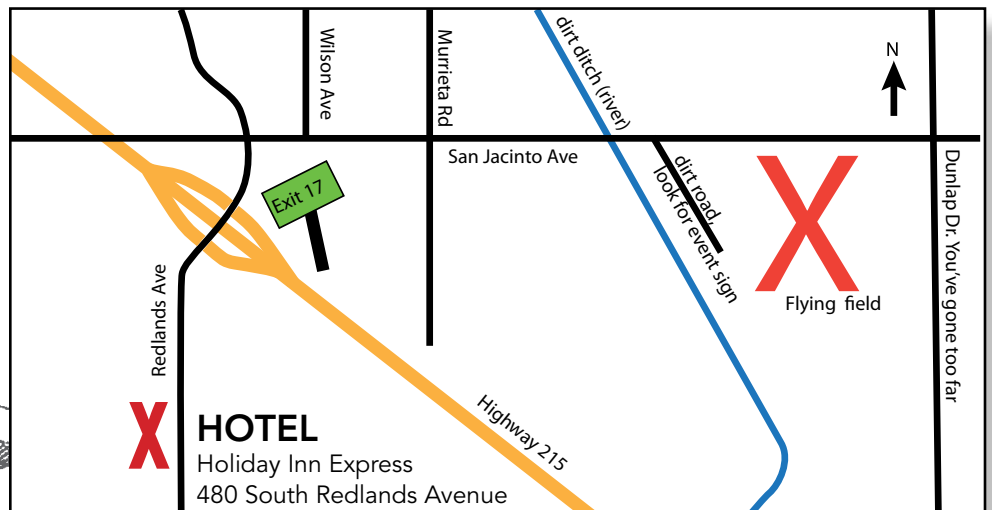 Wilson Ave
Murrieta Rd
dirt ditch (river)
N
San Jacinto Ave
dirt road,
look for event sign
Dunlap Dr. You've gone too far
Exit 17
Flying field
Redlands Ave
Highway 215
HOTEL
Holiday Inn Express
480 South Redlands Avenue